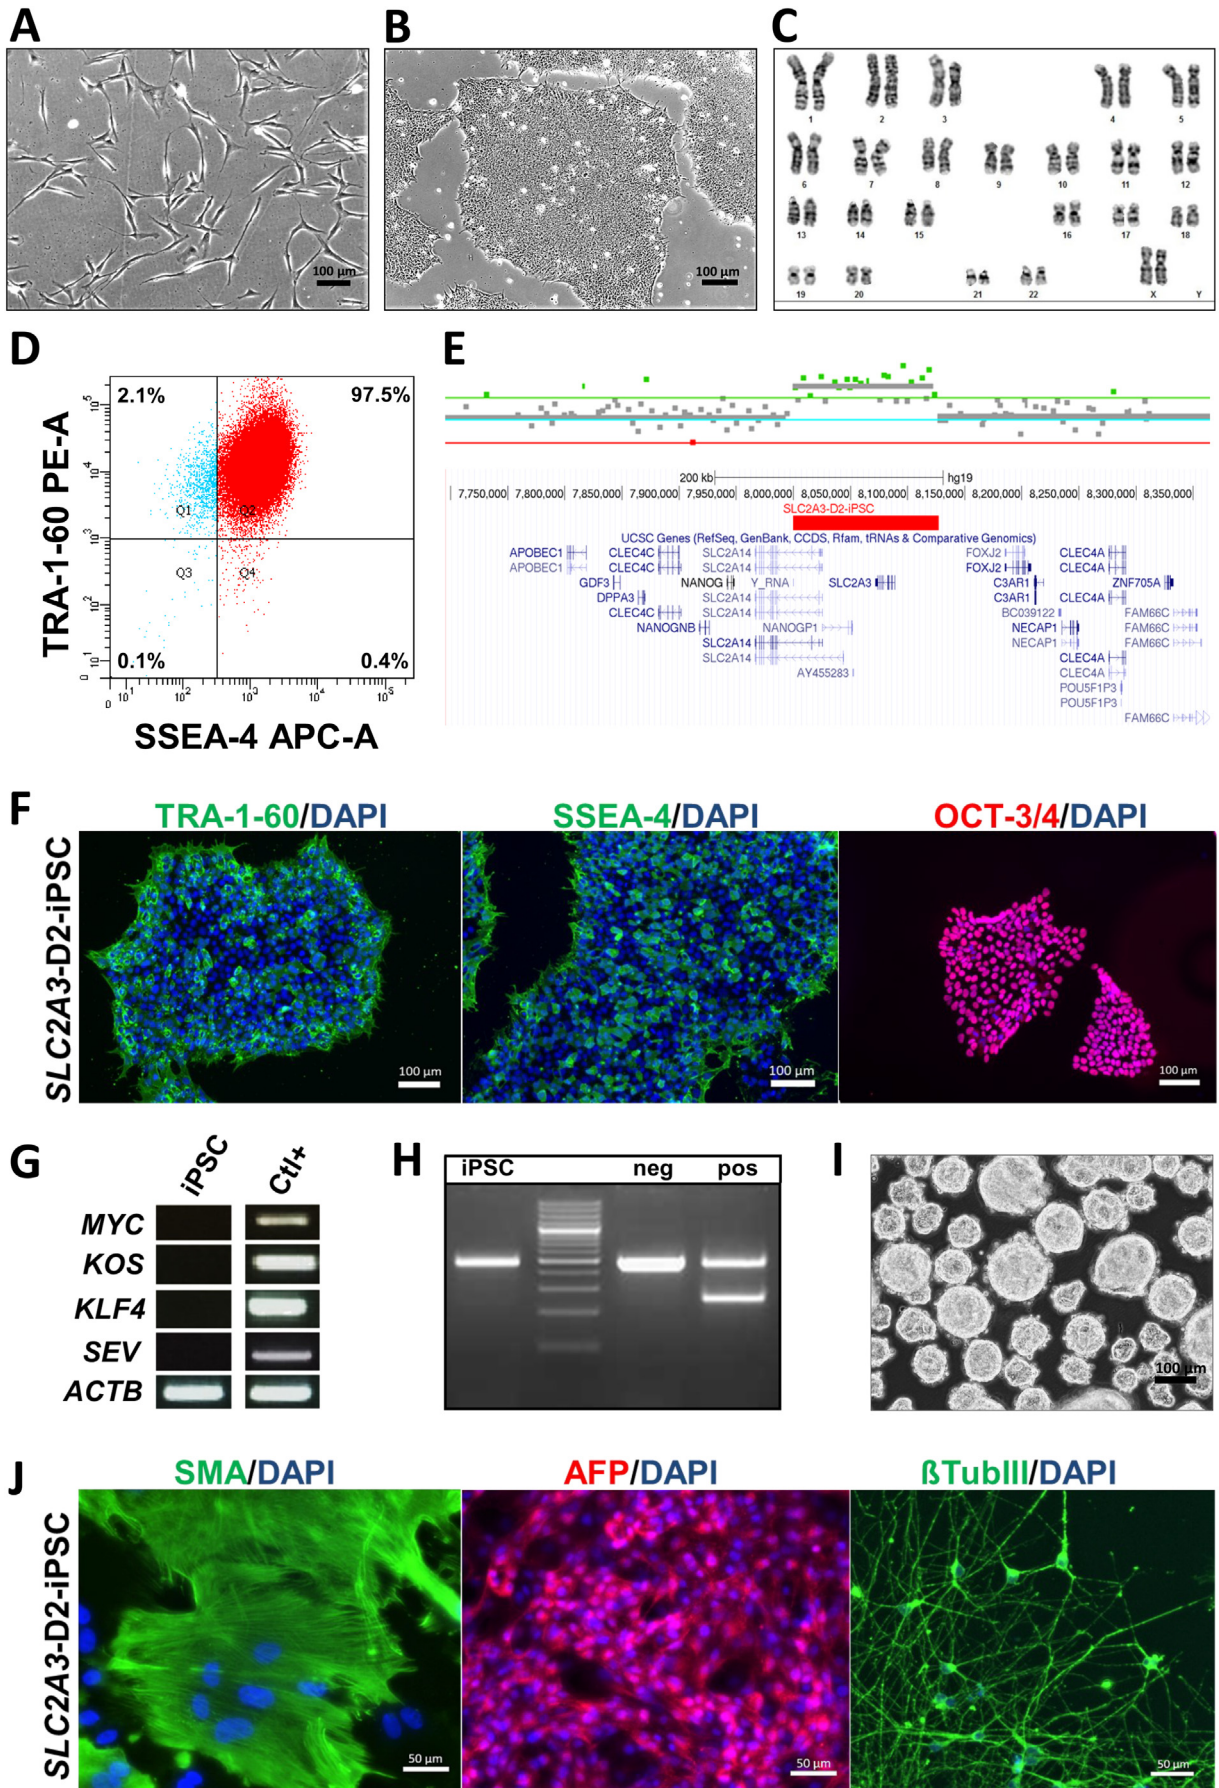 A
B
C
100 µm
100 µm
1 2 3 4 5
6 7 8 9 10 11 12
13 14 15 16 17 18
19 20 21 22 X Y
D
E
2.1%
97.5%
Q1
Q2
Q3
Q4
0.1%
0.4%
TRA-1-60 PE-A
SSEA-4 APC-A
200 kb
hg19
7,750,000 7,800,000 7,850,000 7,900,000 7,950,000 8,000,000 8,050,000 8,100,000 8,150,000 8,200,000 8,250,000 8,300,000 8,350,000
SLC2A3-D2-iPSC
UCSC Genes (RefSeq, GenBank, CCDS, Rfam, tRNAs & Comparative Genomics)
APOBEC1 CLEC4C SLC2A14 FOXJ2 CLEC4A
APOBEC1 CLEC4C SLC2A14 FOXJ2 CLEC4A
GDF3 NANOG Y_RNA SLC2A3 C3AR1 ZNF705A
DPPA3 SLC2A14 C3AR1 CLEC4A
CLEC4C SLC2A14 BC039122 FAM66C
NANOGNB NANOGP1 NECAP1 CLEC4A FAM66C
SLC2A14 NECAP1 FAM66C
SLC2A14 CLEC4A
AY455283 CLEC4A
POU5F1P3
POU5F1P3
FAM66C
F
TRA-1-60/DAPI
SSEA-4/DAPI
OCT-3/4/DAPI
SLC2A3-D2-iPSC
100 µm
100 µm
100 µm
G
iPSC
Ctl+
MYC
KOS
KLF4
SEV
ACTB
H
iPSC neg pos
I
100 µm
J
SMA/DAPI
AFP/DAPI
ßTubIII/DAPI
SLC2A3-D2-iPSC
50 µm
50 µm
50 µm